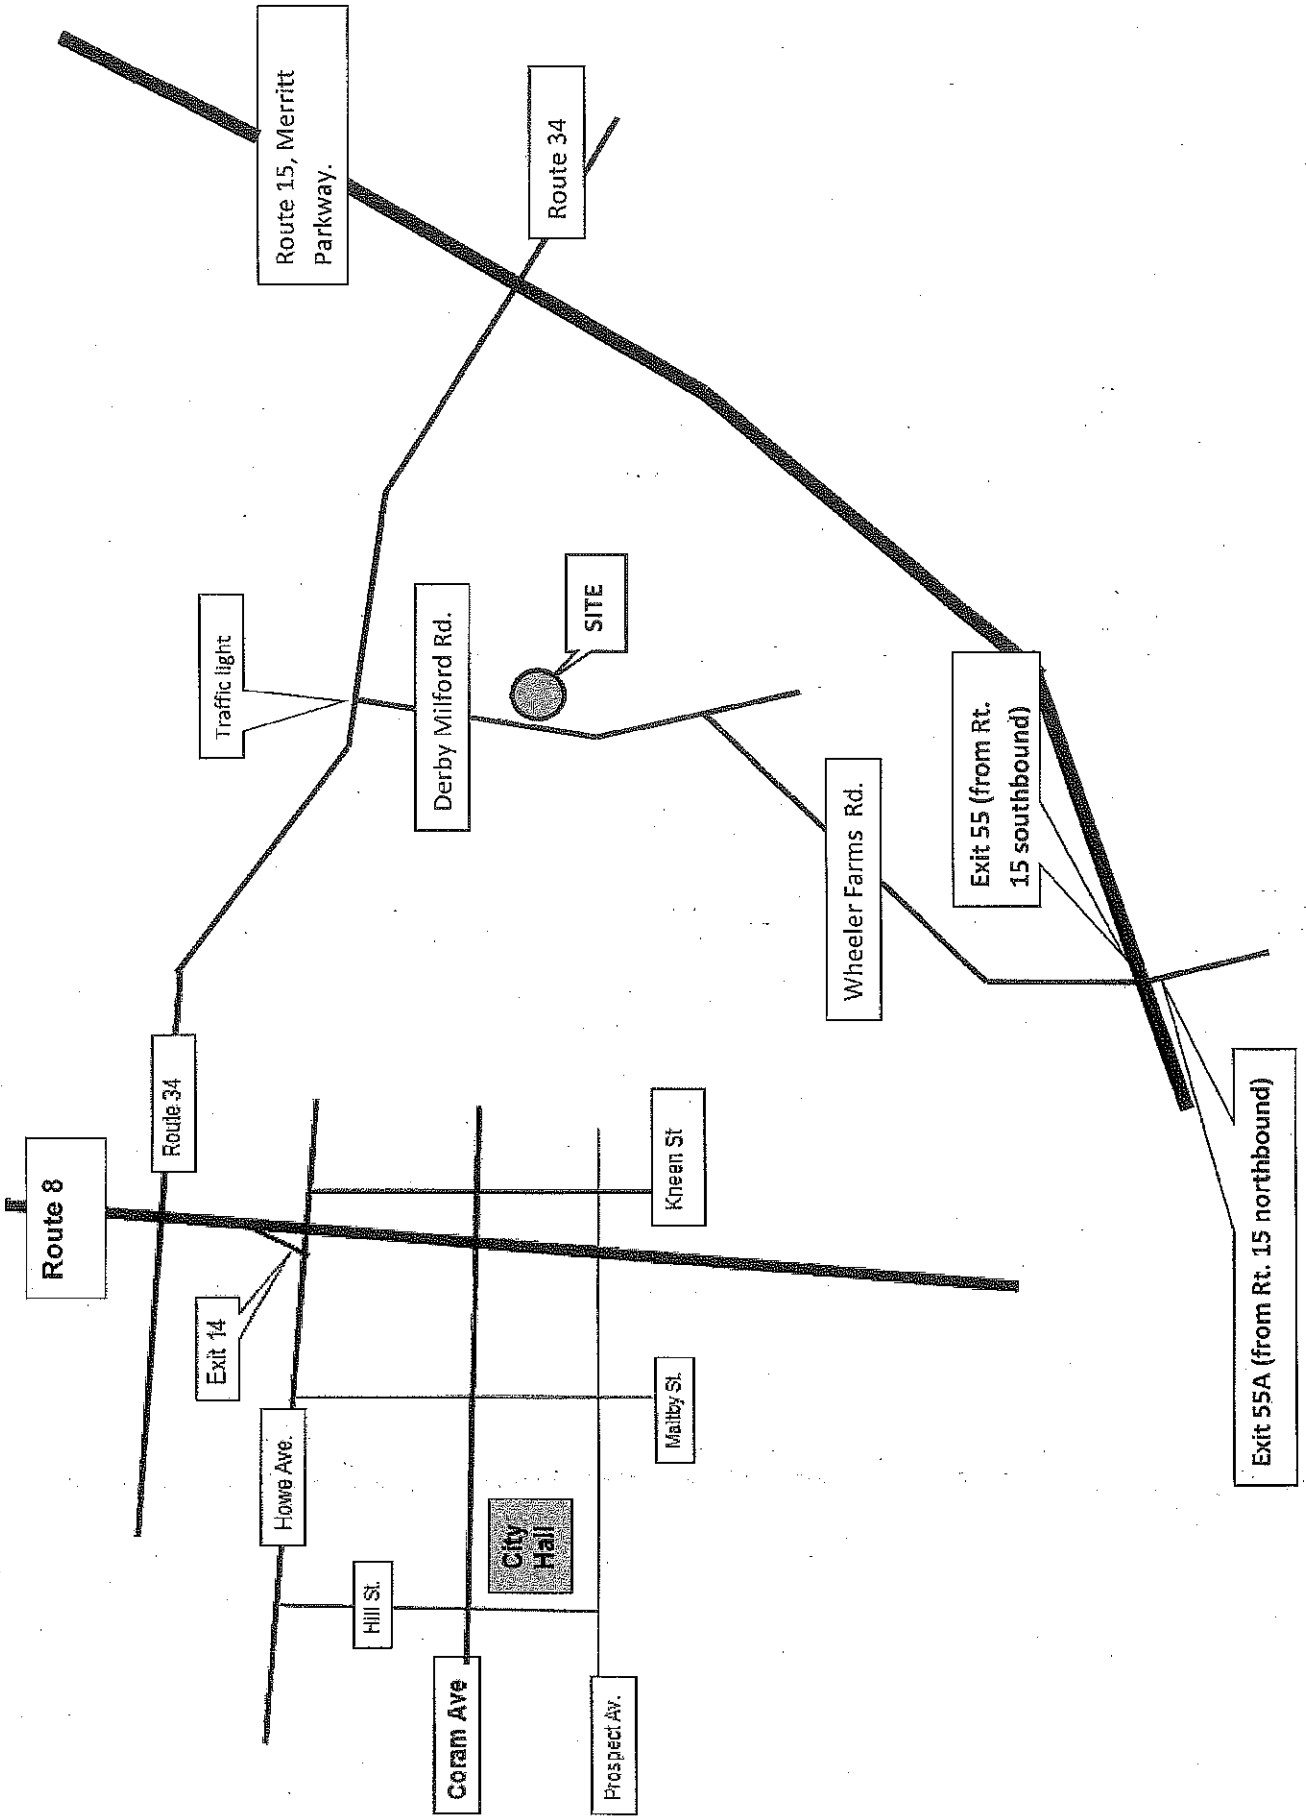 Route 8
Route 34
Exit 14
Traffic light
Howe Ave.
Route 15, Merritt
Parkway.
Hill St.
Derby Milford Rd.
Coram Ave
City
Hall
Route 34
SITE
Prospect Av.
Maltby St.
Kneen St
Wheeler Farms Rd.
Exit 55 (from Rt.
15 southbound)
Exit 55A (from Rt. 15 northbound)